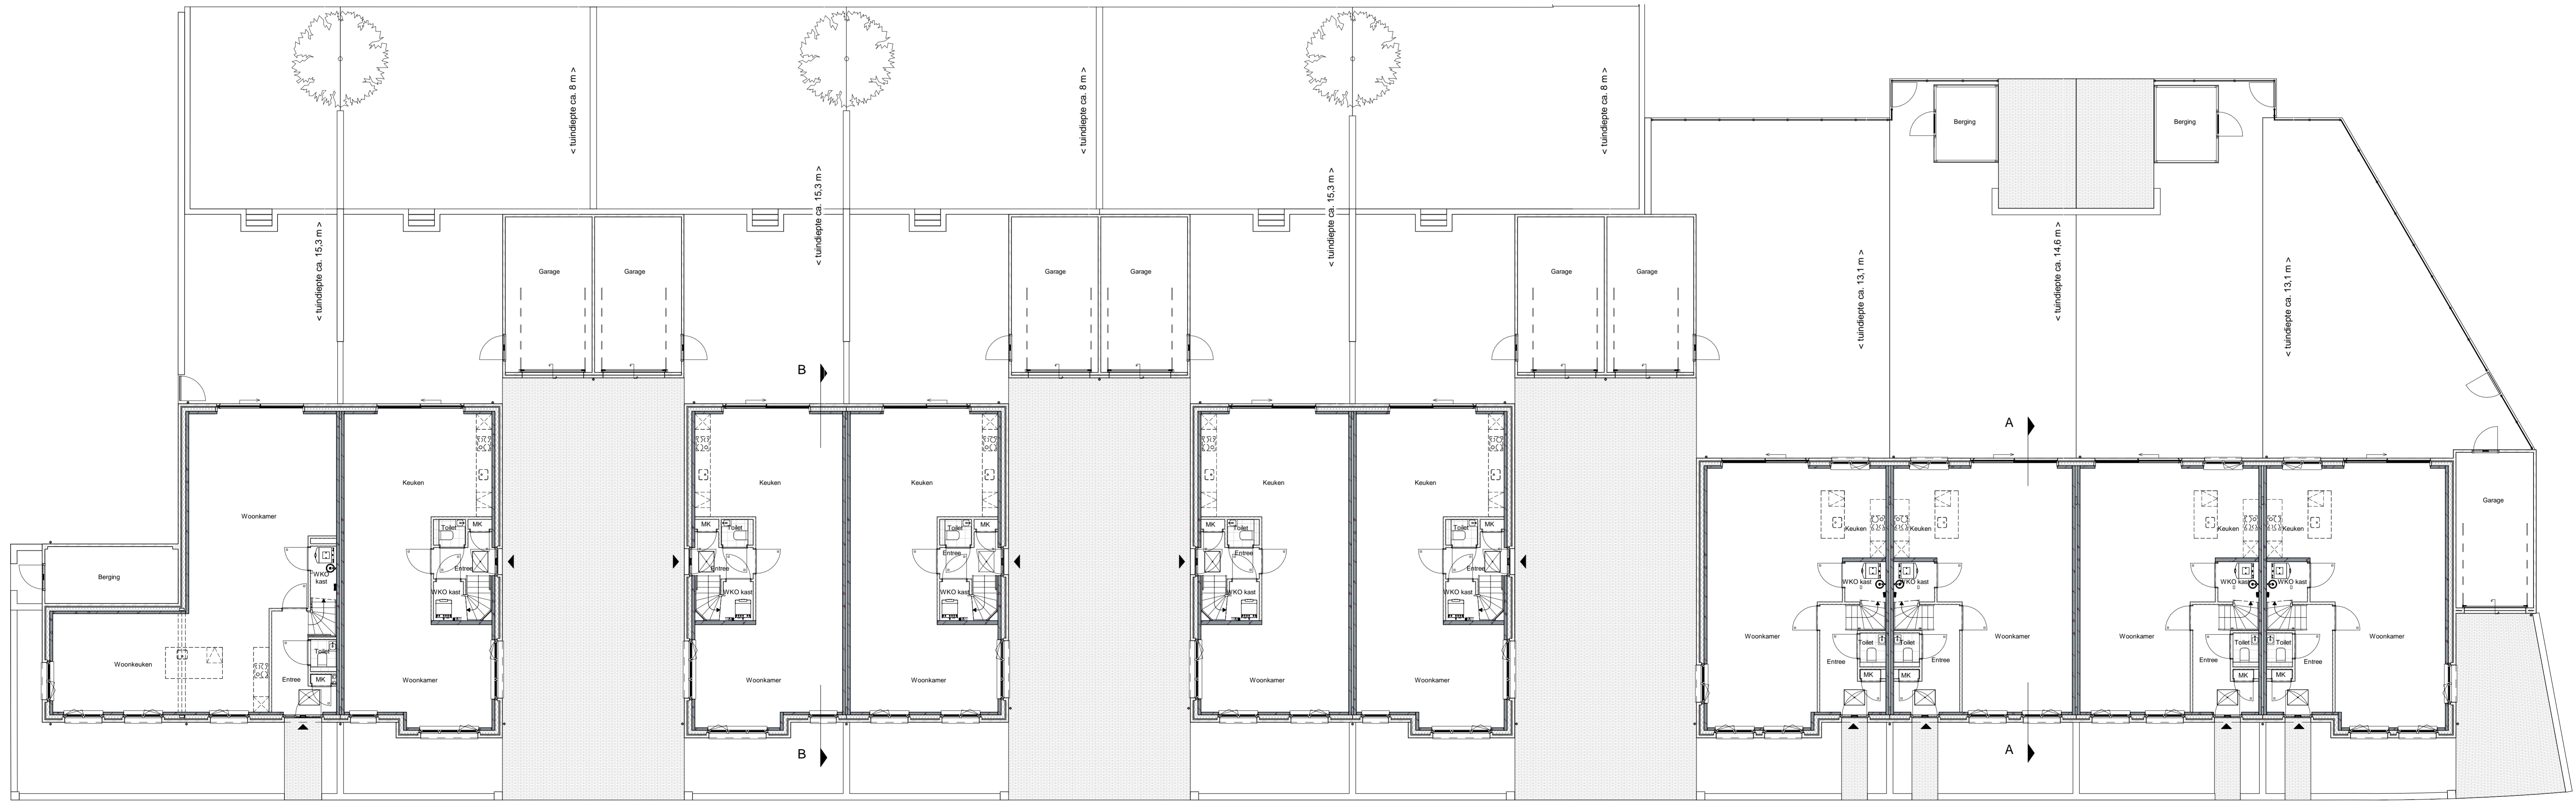 < tuindiepte ca. 8 m >
< tuindiepte ca. 8 m >
< tuindiepte ca. 8 m >
Berging
Berging
< tuindiepte ca. 15,3 m >
< tuindiepte ca. 15,3 m >
< tuindiepte ca. 15,3 m >
< tuindiepte ca. 13,1 m >
< tuindiepte ca. 14,6 m >
< tuindiepte ca. 13,1 m >
Garage
Garage
Garage
Garage
Garage
Garage
B
A
Keuken
Keuken
Keuken
Keuken
Keuken
Garage
Woonkamer
Toilet
MK
MK
Toilet
Toilet
MK
MK
Toilet
Toilet
MK
Keuken
Keuken
Keuken
Keuken
Entree
Entree
Entree
Entree
Entree
Berging
WKO
kast
WKO kast
WKO kast
WKO kast
WKO kast
WKO kast
WKO kast
WKO kast
WKO kast
WKO kast
Woonkamer
Woonkamer
Woonkamer
Woonkamer
Toilet
Toilet
Toilet
Toilet
Toilet
Woonkeuken
Entree
Entree
Entree
Entree
MK
MK
MK
MK
Entree
MK
Woonkamer
Woonkamer
Woonkamer
Woonkamer
Woonkamer
B
A